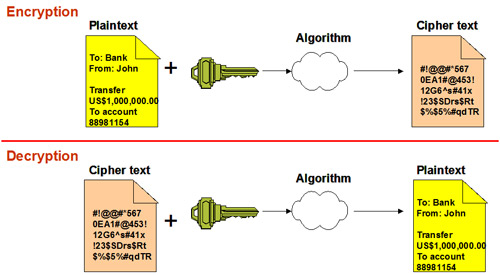 Encryption
Plaintext
Algorithm
Cipher text
To: Bank
From: John
Transfer
US$1,000,000.00
To account
88981154
+
#!@@#*567
0EA1#@453!
12G6^s#41x
!23$SDrs$Rt
$%$5%#qdTR
Decryption
Cipher text
Algorithm
Plaintext
#!@@#*567
0EA1#@453!
12G6^s#41x
!23$SDrs$Rt
$%$5%#qdTR
+
To: Bank
From: John
Transfer
US$1,000,000.00
To account
88981154